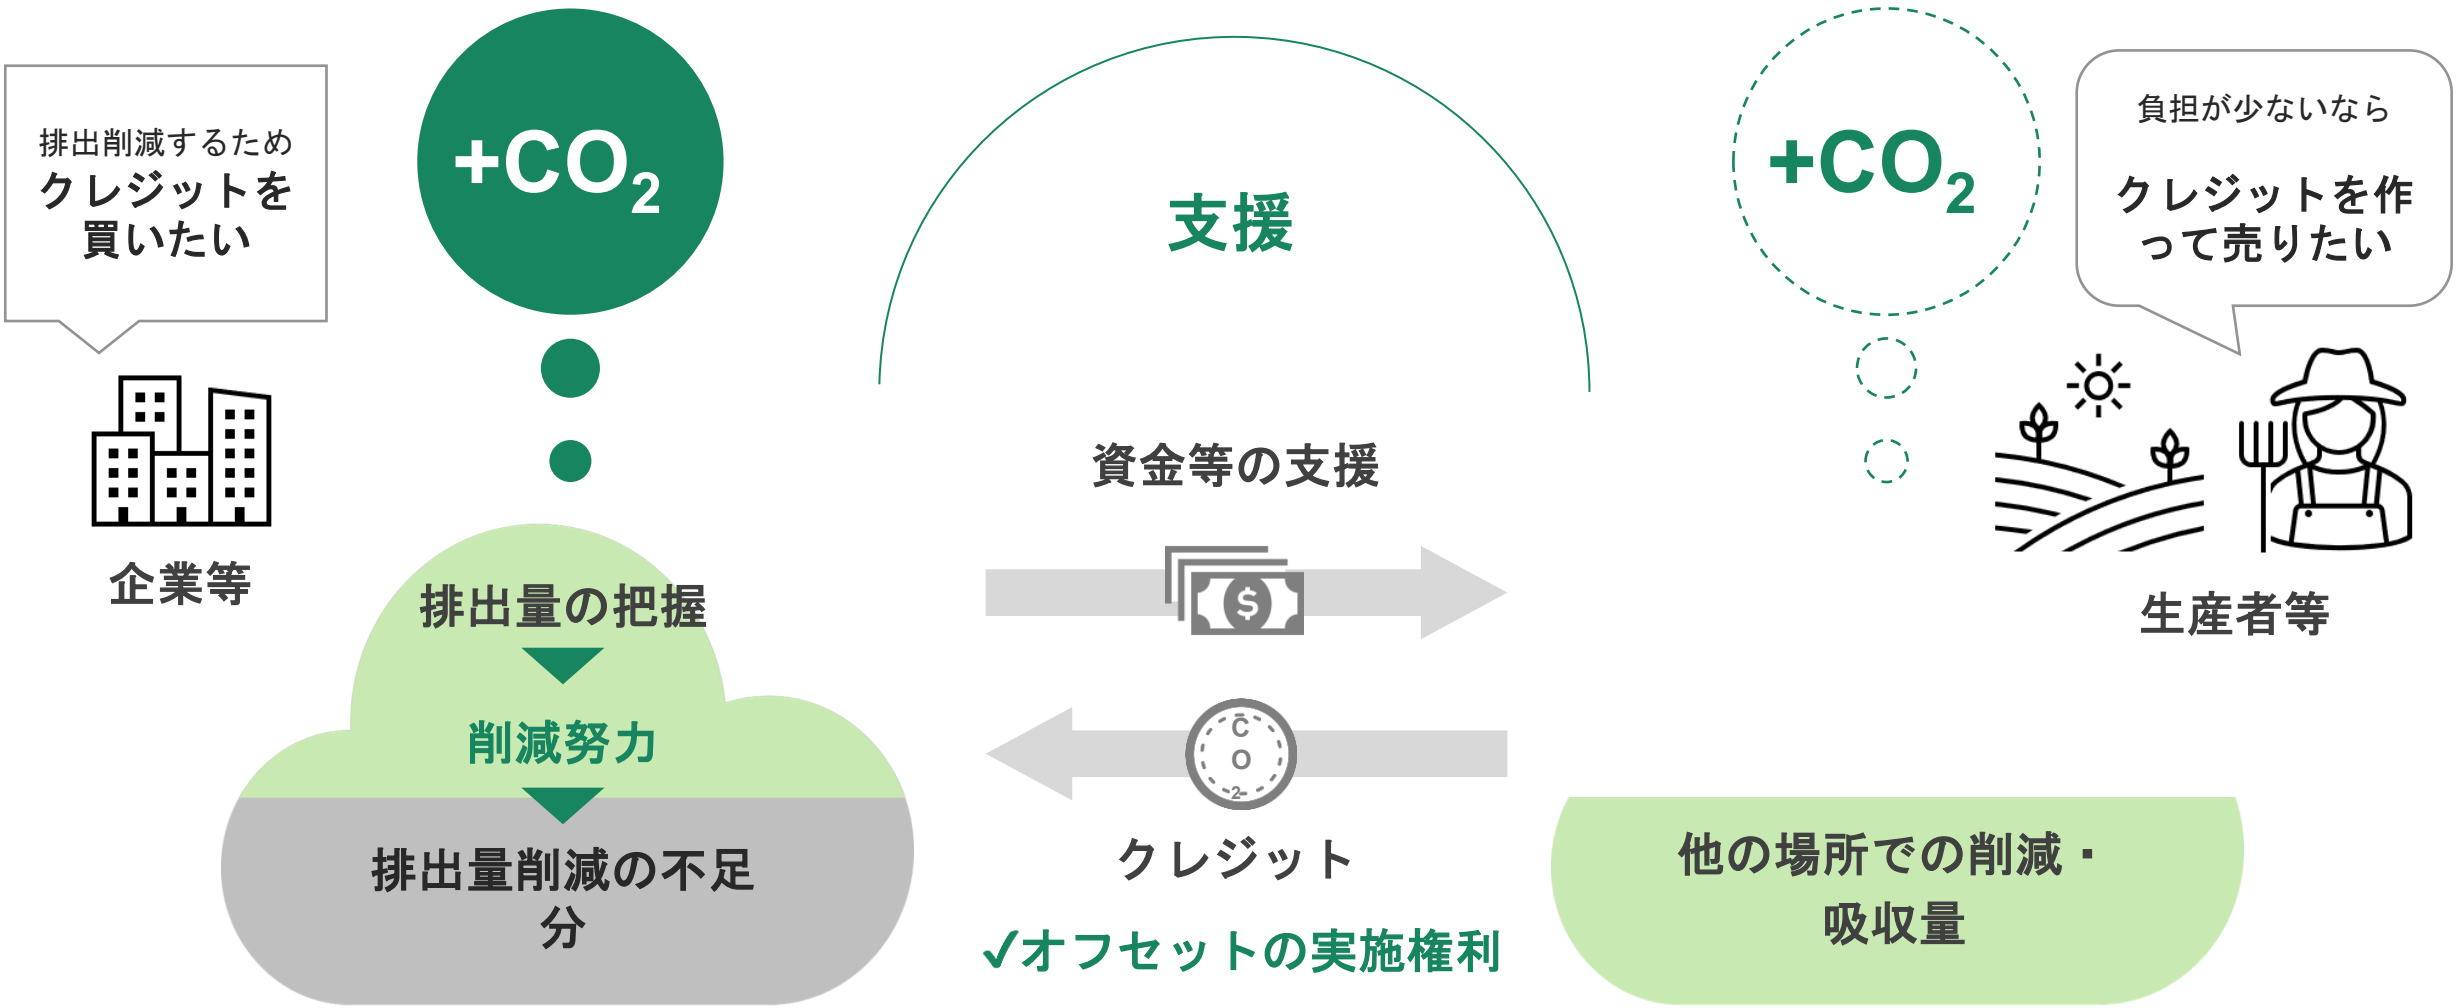 排出削減するため
クレジットを
買いたい
+CO₂
企業等
排出量の把握
削減努力
排出量削減の不足
分
支援
資金等の支援
$
C
O
2
クレジット
✓オフセットの実施権利
+CO₂
負担が少ないなら
クレジットを作
って売りたい
生産者等
他の場所での削減・
吸収量